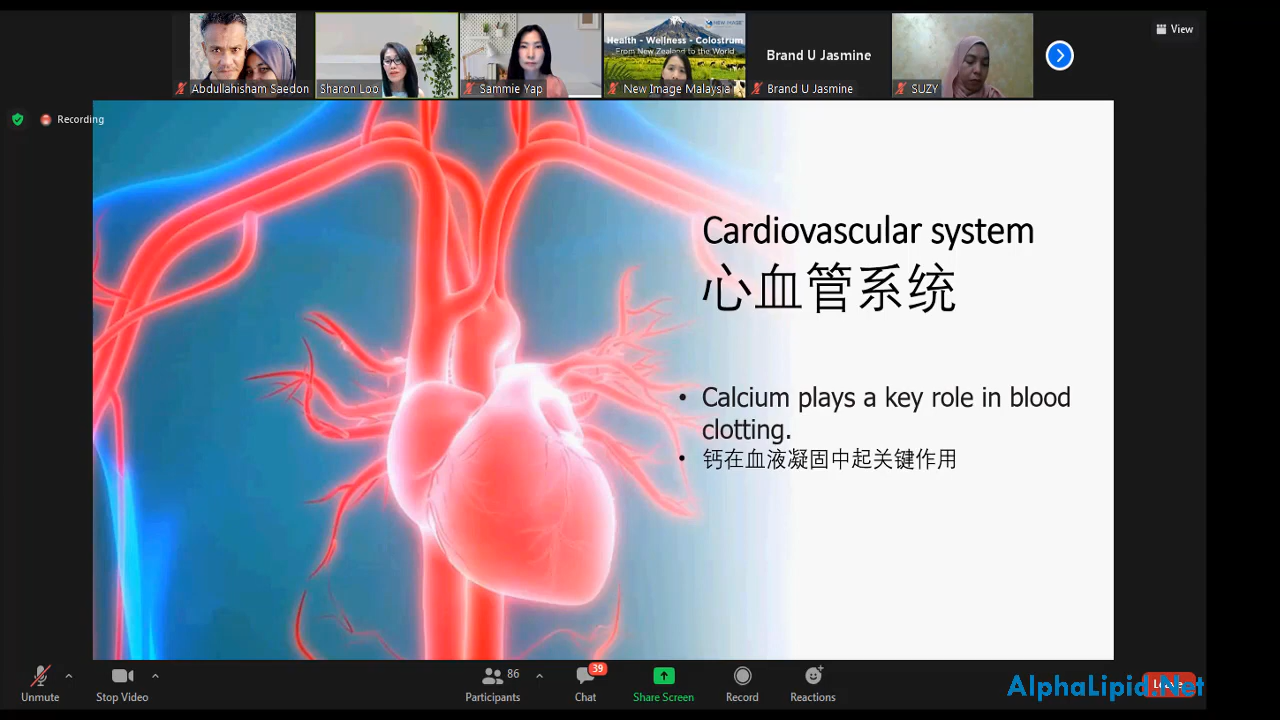 View
Health - Wellness - Colostrum
From New Zealand to the World
NEW IMAGE
Brand U Jasmine
Abdullahisham Saedon
Sharon Loo
Sammie Yap
New Image Malaysia
Brand U Jasmine
SUZY
Recording
Cardiovascular system
心血管系统
• Calcium plays a key role in blood
clotting.
• 钙在血液凝固中起关键作用
Unmute
Stop Video
86
Participants
39
Chat
Share Screen
Record
Reactions
Leave
AlphaLipid.Net